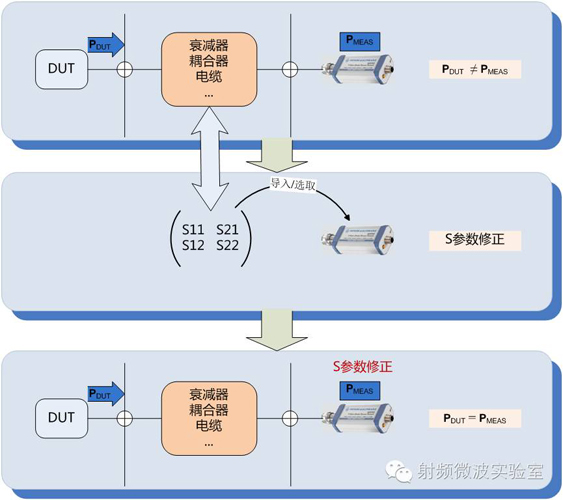 DUT
PDUT
衰减器
耦合器
电缆
...
PMEAS
PDUT ≠ PMEAS
导入/选取
S11 S21
S12 S22
S参数修正
S参数修正
DUT
PDUT
衰减器
耦合器
电缆
...
PMEAS
PDUT = PMEAS
射频微波实验室